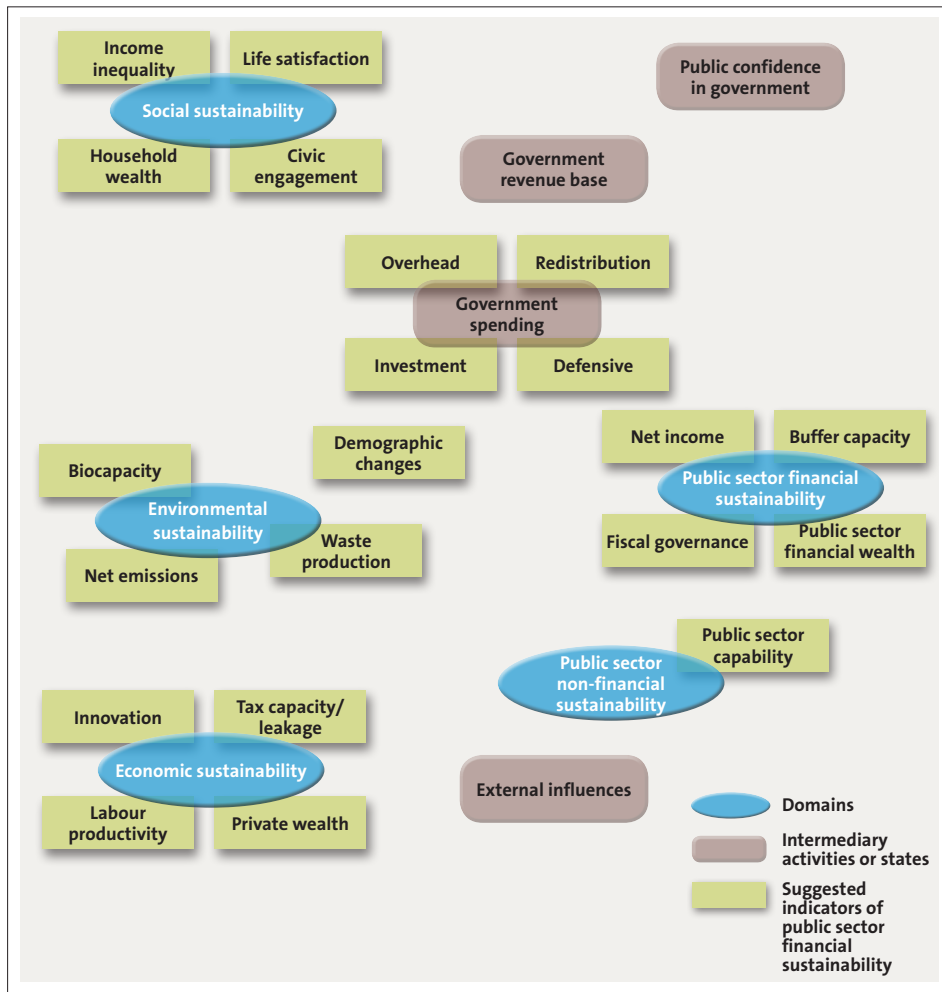 Income
inequality
Life satisfaction
Social sustainability
Household
wealth
Civic
engagement
Public confidence
in government
Government
revenue base
Overhead
Redistribution
Government
spending
Investment
Defensive
Demographic
changes
Biocapacity
Environmental
sustainability
Waste
production
Net emissions
Net income
Buffer capacity
Public sector financial
sustainability
Fiscal governance
Public sector
financial wealth
Public sector
capability
Public sector
non-financial
sustainability
Innovation
Tax capacity/
leakage
Economic sustainability
Labour
productivity
Private wealth
External influences
Domains
Intermediary
activities or states
Suggested
indicators of
public sector
financial
sustainability